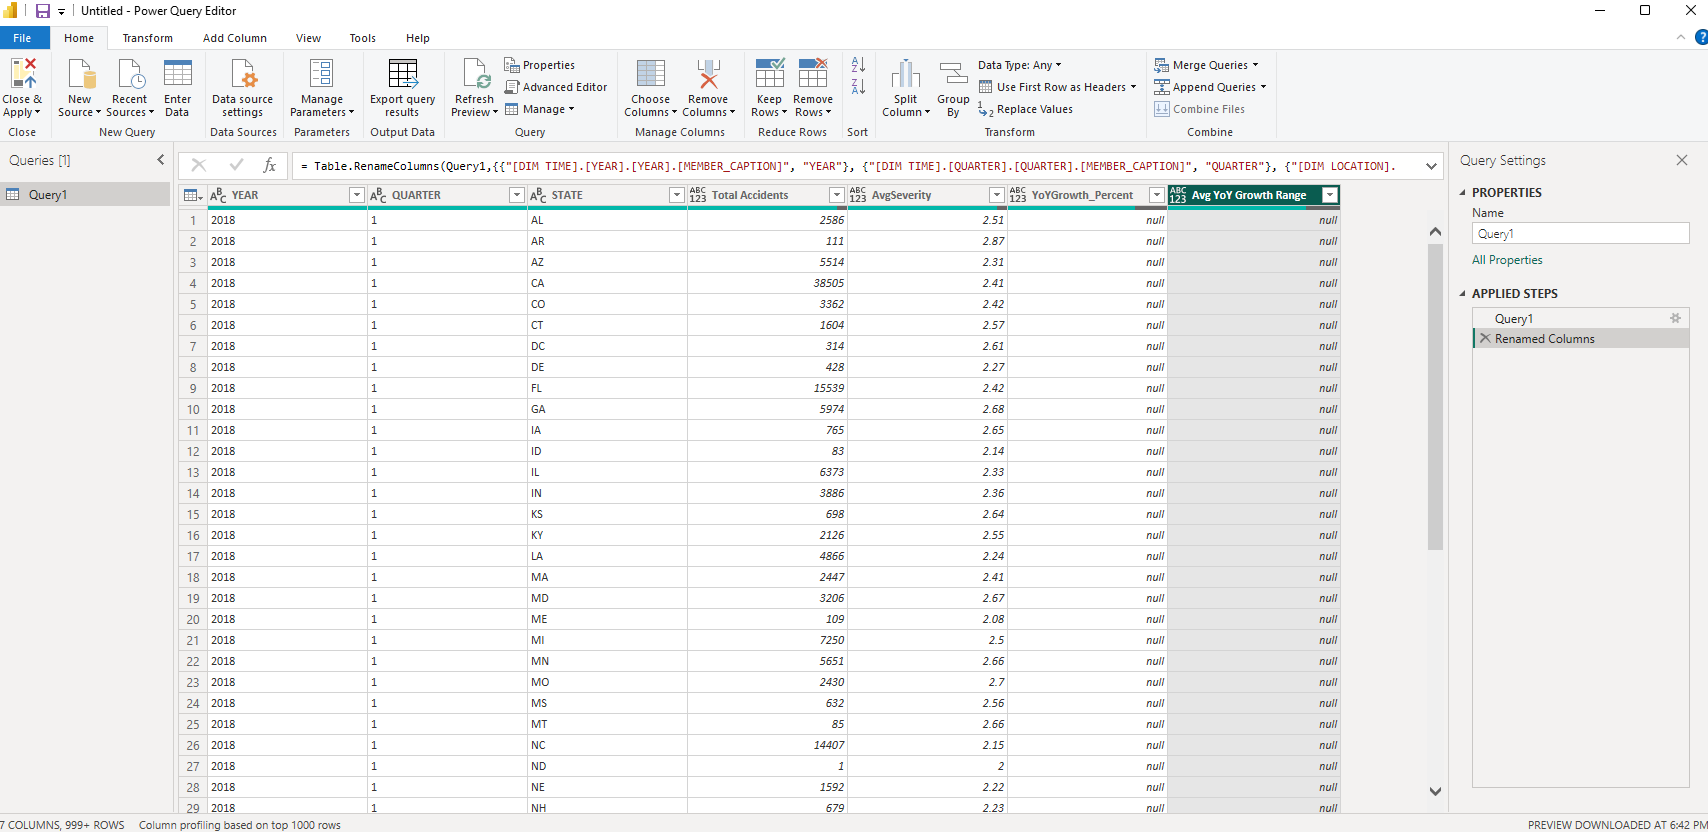 Untitled - Power Query Editor
File Home Transform Add Column View Tools Help
Close & Apply
New Source
Recent Sources
Enter Data
Data source settings
Manage Parameters
Export query results
Refresh Preview
Properties
Advanced Editor
Manage
Choose Columns
Remove Columns
Keep Rows
Remove Rows
Split Column
Group By
Data Type: Any
Use First Row as Headers
Replace Values
Merge Queries
Append Queries
Combine Files
Close New Query Data Sources Parameters Output Data Query Manage Columns Reduce Rows Sort Transform Combine
Queries [1]
Query1
fx
= Table.RenameColumns(Query1,{{"[DIM TIME].[YEAR].[YEAR].[MEMBER_CAPTION]", "YEAR"}, {"[DIM TIME].[QUARTER].[QUARTER].[MEMBER_CAPTION]", "QUARTER"}, {"[DIM LOCATION].
ABC YEAR ABC QUARTER ABC STATE ABC 123 Total Accidents ABC 123 AvgSeverity ABC 123 YoYGrowth_Percent ABC 123 Avg YoY Growth Range
1 2018 1 AL 2586 2.51 null null
2 2018 1 AR 111 2.87 null null
3 2018 1 AZ 5514 2.31 null null
4 2018 1 CA 38505 2.41 null null
5 2018 1 CO 3362 2.42 null null
6 2018 1 CT 1604 2.57 null null
7 2018 1 DC 314 2.61 null null
8 2018 1 DE 428 2.27 null null
9 2018 1 FL 15539 2.42 null null
10 2018 1 GA 5974 2.68 null null
11 2018 1 IA 765 2.65 null null
12 2018 1 ID 83 2.14 null null
13 2018 1 IL 6373 2.33 null null
14 2018 1 IN 3886 2.36 null null
15 2018 1 KS 698 2.64 null null
16 2018 1 KY 2126 2.55 null null
17 2018 1 LA 4866 2.24 null null
18 2018 1 MA 2447 2.41 null null
19 2018 1 MD 3206 2.67 null null
20 2018 1 ME 109 2.08 null null
21 2018 1 MI 7250 2.5 null null
22 2018 1 MN 5651 2.66 null null
23 2018 1 MO 2430 2.7 null null
24 2018 1 MS 632 2.56 null null
25 2018 1 MT 85 2.66 null null
26 2018 1 NC 14407 2.15 null null
27 2018 1 ND 1 2 null null
28 2018 1 NE 1592 2.22 null null
29 2018 1 NH 679 2.23 null null
Query Settings
PROPERTIES
Name
Query1
All Properties
APPLIED STEPS
Query1
Renamed Columns
7 COLUMNS, 999+ ROWS Column profiling based on top 1000 rows
PREVIEW DOWNLOADED AT 6:42 PM